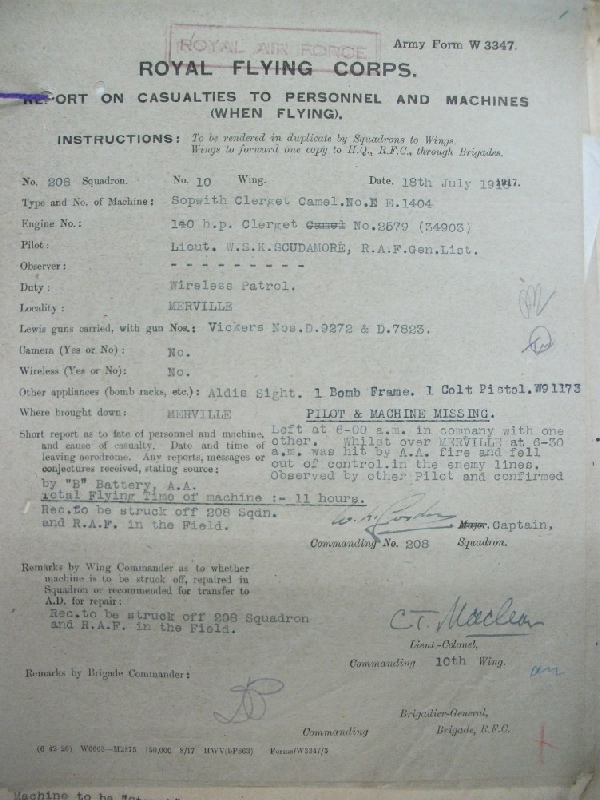 ROYAL AIR FORCE
Army Form W 3347.
ROYAL FLYING CORPS.
REPORT ON CASUALTIES TO PERSONNEL AND MACHINES
(WHEN FLYING).
INSTRUCTIONS: To be rendered in duplicate by Squadrons to Wings.
Wings to forward one copy to H.Q., R.F.C., through Brigades.
No. 208 Squadron. No. 10 Wing. Date. 18th July 1917.
Type and No. of Machine: Sopwith Clerget Camel.No.E E.1404
Engine No.: 140 h.p. Clerget Camel No.2579 (34903)
Pilot: Lieut. W.S.K.SCUDAMORE, R.A.F.Gen.List.
Observer: - - - - - - - - -
Duty: Wireless Patrol.
Locality: MERVILLE
Lewis guns carried, with gun Nos.: Vickers Nos.D.9272 & D.7823.
Camera (Yes or No): No.
Wireless (Yes or No): No.
Other appliances (bomb racks, etc.): Aldis Sight. 1 Bomb Frame. 1 Colt Pistol.W91173
Where brought down: MERVILLE PILOT & MACHINE MISSING.
Short report as to fate of personnel and machine, and cause of casualty. Date and time of leaving aerodrome. Any reports, messages or conjectures received, stating source:
Left at 6-00 a.m. in company with one
other. Whilst over MERVILLE at 6-30
a.m. was hit by A.A. fire and fell
out of control.in the enemy lines.
Observed by other Pilot and confirmed
by "B" Battery, A.A.
Total Flying Time of machine :- 11 hours.
Rec.to be struck off 208 Sqdn.
and R.A.F. in the Field.
Major. Captain,
Commanding No. 208 Squadron.
Remarks by Wing Commander as to whether
machine is to be struck off, repaired in
Squadron or recommended for transfer to
A.D. for repair:
Rec.to be struck off 208 Squadron
and R.A.F. in the Field.
C.T. Maclean
Lieut.-Colonel,
Commanding 10th Wing.
Remarks by Brigade Commander:
Brigadier-General,
Commanding Brigade, R.F.C.
Forms/W3347/3
Machine to be